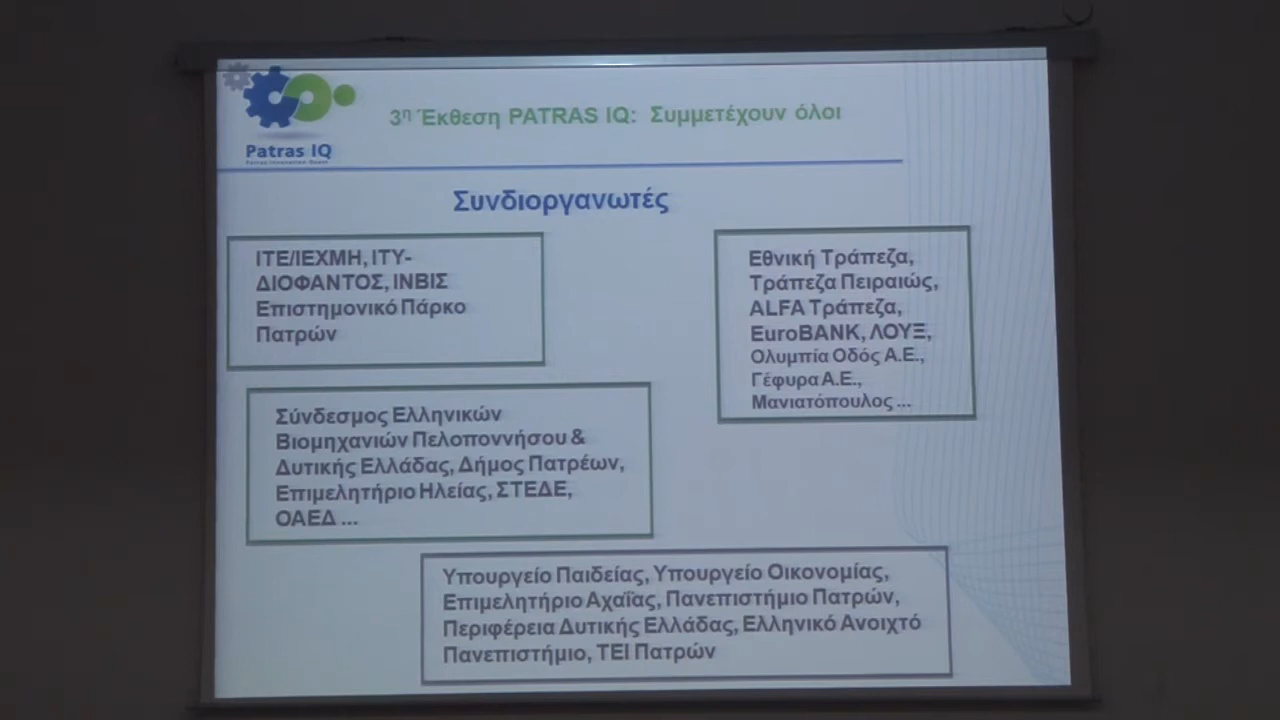 3η Έκθεση PATRAS IQ: Συμμετέχουν όλοι
Patras IQ
Patras Innovation Quest
Συνδιοργανωτές
ΙΤΕ/ΙΕΧΜΗ, ΙΤΥ-
ΔΙΟΦΑΝΤΟΣ, ΙΝΒΙΣ
Επιστημονικό Πάρκο
Πατρών
Εθνική Τράπεζα,
Τράπεζα Πειραιώς,
ALFA Τράπεζα,
EuroBANK, ΛΟΥΞ,
Ολυμπία Οδός Α.Ε.,
Γέφυρα Α.Ε.,
Μανιατόπουλος ...
Σύνδεσμος Ελληνικών
Βιομηχανιών Πελοποννήσου &
Δυτικής Ελλάδας, Δήμος Πατρέων,
Επιμελητήριο Ηλείας, ΣΤΕΔΕ,
ΟΑΕΔ ...
Υπουργείο Παιδείας, Υπουργείο Οικονομίας,
Επιμελητήριο Αχαΐας, Πανεπιστήμιο Πατρών,
Περιφέρεια Δυτικής Ελλάδας, Ελληνικό Ανοιχτό
Πανεπιστήμιο, ΤΕΙ Πατρών